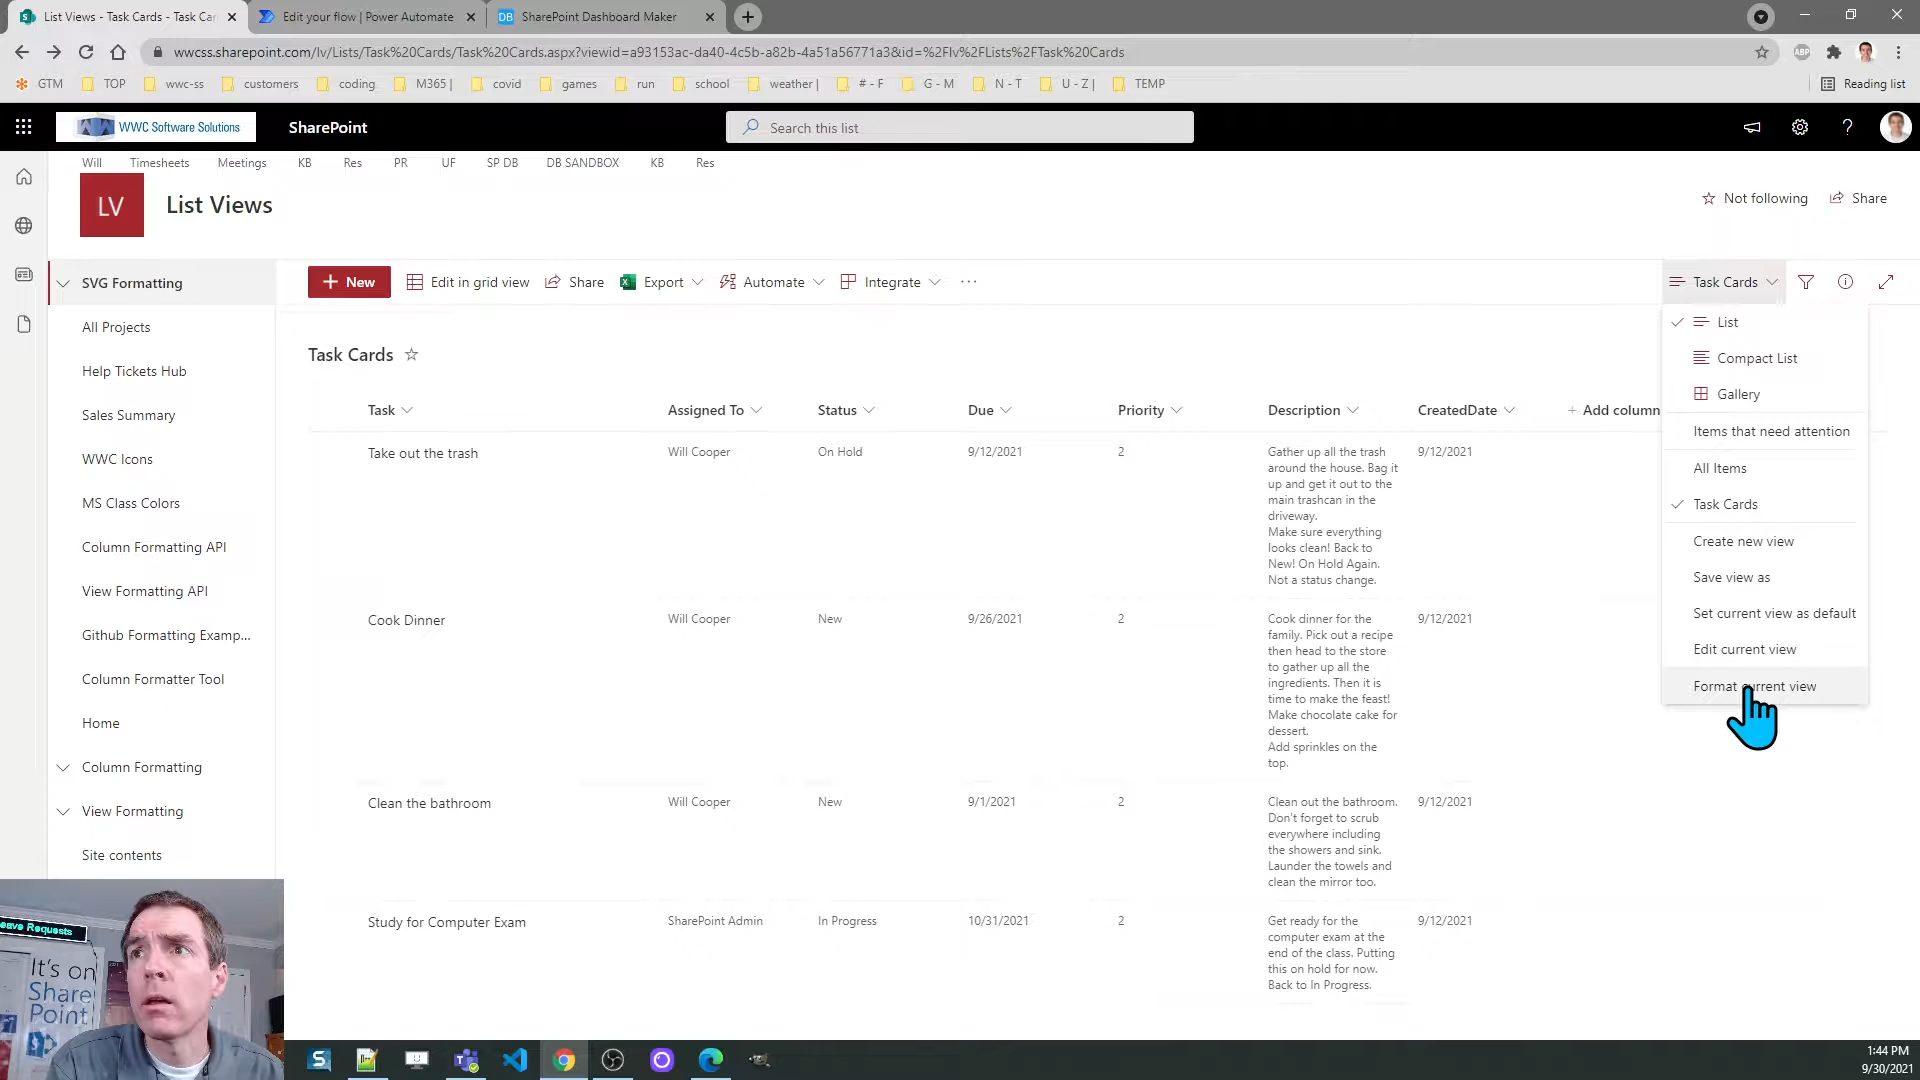 List Views - Task Cards - Task Car
Edit your flow | Power Automate
DB SharePoint Dashboard Maker
wwcss.sharepoint.com/lv/Lists/Task%20Cards/Task%20Cards.aspx?viewid=a93153ac-da40-4c5b-a82b-4a51a56771a3&id=%2Flv%2FLists%2FTask%20Cards
ABP
GTM TOP wwc-ss customers coding M365 | covid games run school weather | # - F G - M N - T U - Z | TEMP Reading list
WWC Software Solutions SharePoint Search this list
Will Timesheets Meetings KB Res PR UF SP DB DB SANDBOX KB Res
LV List Views
Not following Share
SVG Formatting
All Projects
Help Tickets Hub
Sales Summary
WWC Icons
MS Class Colors
Column Formatting API
View Formatting API
Github Formatting Examp...
Column Formatter Tool
Home
Column Formatting
View Formatting
Site contents
New Edit in grid view Share Export Automate Integrate ... Task Cards
Task Cards
Task Assigned To Status Due Priority Description CreatedDate + Add column
Take out the trash Will Cooper On Hold 9/12/2021 2
Gather up all the trash
around the house. Bag it
up and get it out to the
main trashcan in the
driveway.
Make sure everything
looks clean! Back to
New! On Hold Again.
Not a status change.
9/12/2021
Cook Dinner Will Cooper New 9/26/2021 2
Cook dinner for the
family. Pick out a recipe
then head to the store
to gather up all the
ingredients. Then it is
time to make the feast!
Make chocolate cake for
dessert.
Add sprinkles on the
top.
9/12/2021
Clean the bathroom Will Cooper New 9/1/2021 2
Clean out the bathroom.
Don't forget to scrub
everywhere including
the showers and sink.
Launder the towels and
clean the mirror too.
9/12/2021
Study for Computer Exam SharePoint Admin In Progress 10/31/2021 2
Get ready for the
computer exam at the
end of the class. Putting
this on hold for now.
Back to In Progress.
9/12/2021
List
Compact List
Gallery
Items that need attention
All Items
Task Cards
Create new view
Save view as
Set current view as default
Edit current view
Format current view
eave Requests
It's on
Share
Point
1:44 PM
9/30/2021